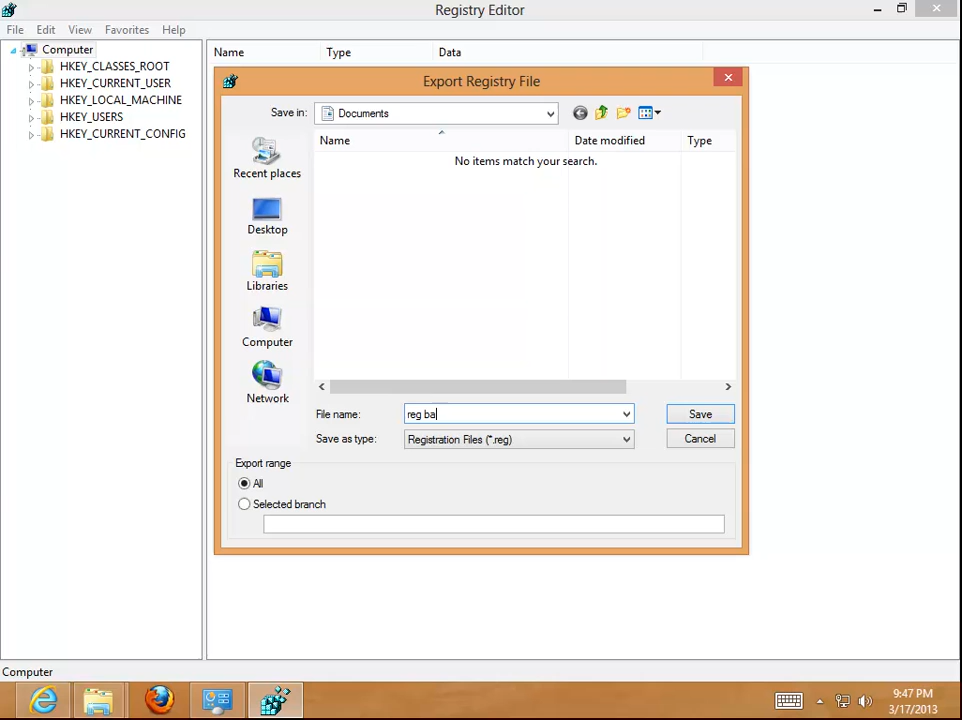 Registry Editor
File Edit View Favorites Help
Computer
HKEY_CLASSES_ROOT
HKEY_CURRENT_USER
HKEY_LOCAL_MACHINE
HKEY_USERS
HKEY_CURRENT_CONFIG
Name Type Data
Export Registry File
Save in: Documents
Recent places
Desktop
Libraries
Computer
Network
Name Date modified Type
No items match your search.
File name: reg ba Save
Save as type: Registration Files (*.reg) Cancel
Export range
All
Selected branch
Computer
9:47 PM
3/17/2013